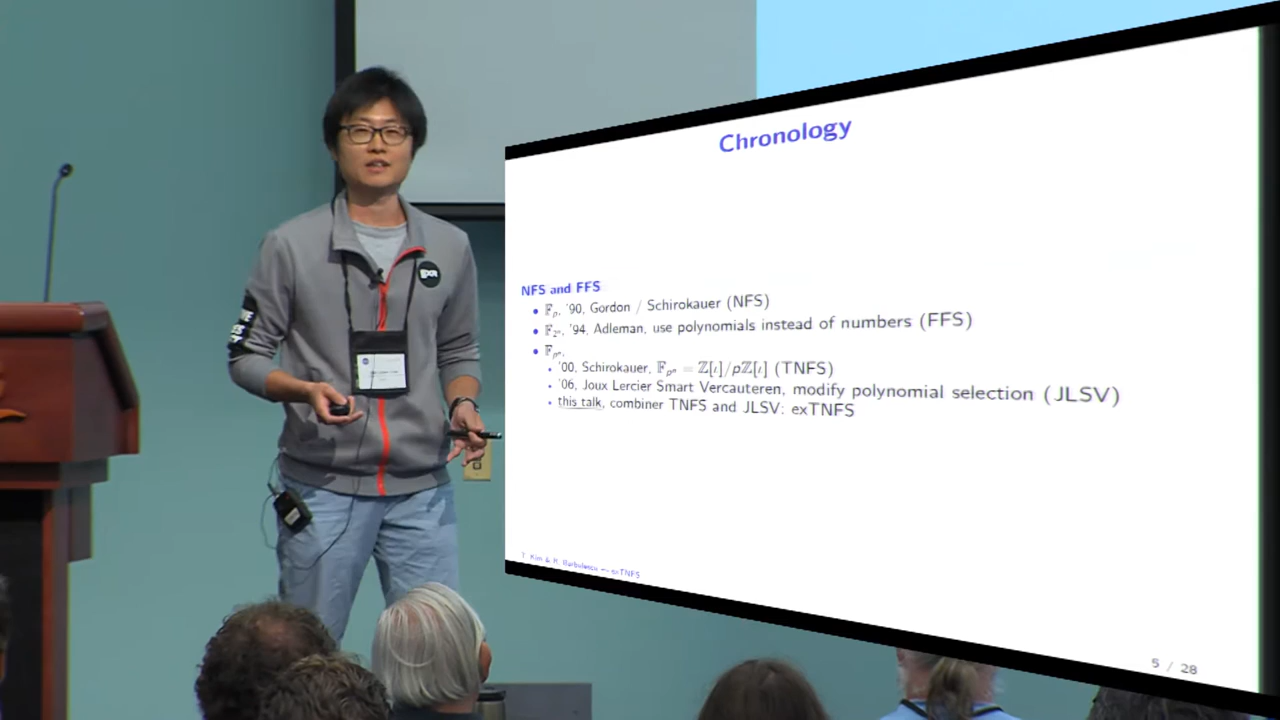 Chronology
NFS and FFS
• 𝔽ₚ, '90, Gordon / Schirokauer (NFS)
• 𝔽₂ⁿ, '94, Adleman, use polynomials instead of numbers (FFS)
• 𝔽ₚⁿ,
• '00, Schirokauer, 𝔽ₚⁿ = ℤ[ι]/pℤ[ι] (TNFS)
• '06, Joux Lercier Smart Vercauteren, modify polynomial selection (JLSV)
• this talk, combiner TNFS and JLSV: exTNFS
T. Kim & R. Barbulescu — exTNFS
5 / 28